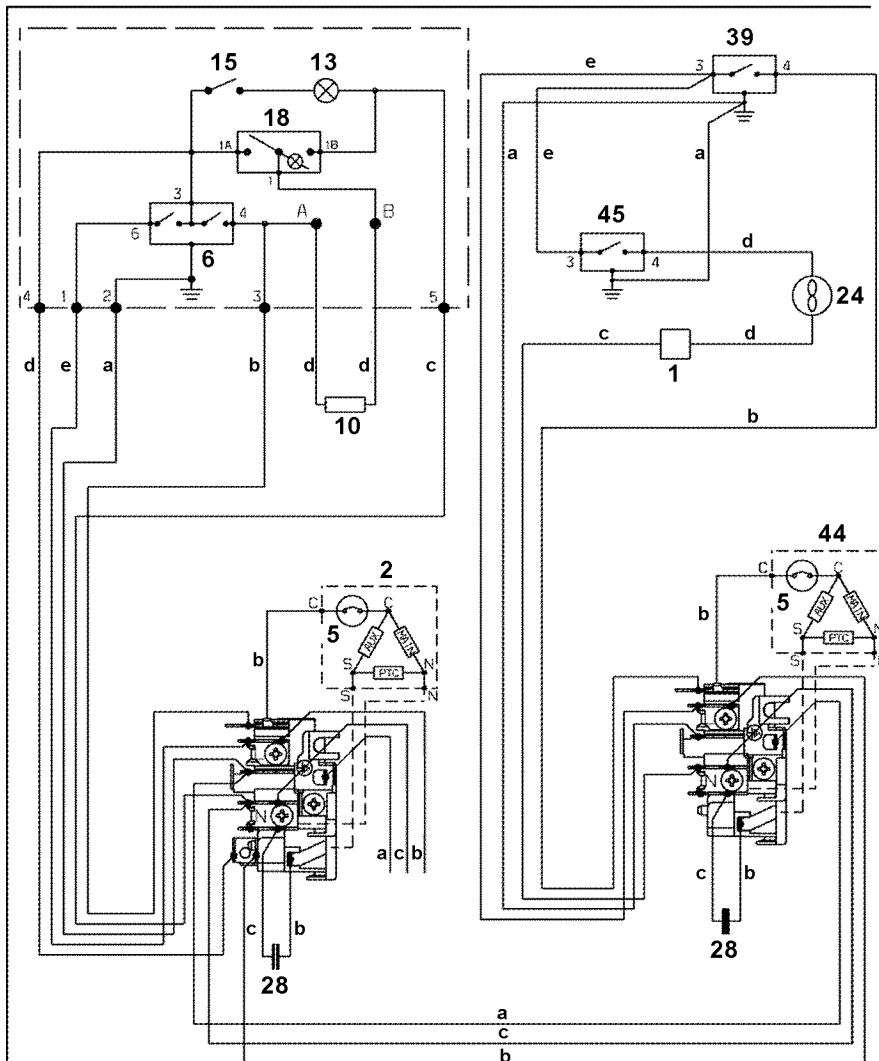 39
15 13
e 3 4
18
1A 1B
a e a
1
3
A B
45
6 4
6
d
3 4
4 1 2 3 5
24
c d
d e a b d d c
1
10
b
2
44
C C
5
b
AUX MAIN
S PTC N
S N
C C
5
b
AUX MAIN
S PTC N
S N
N
N
a c b
c b
28
c b
28
a
c
b